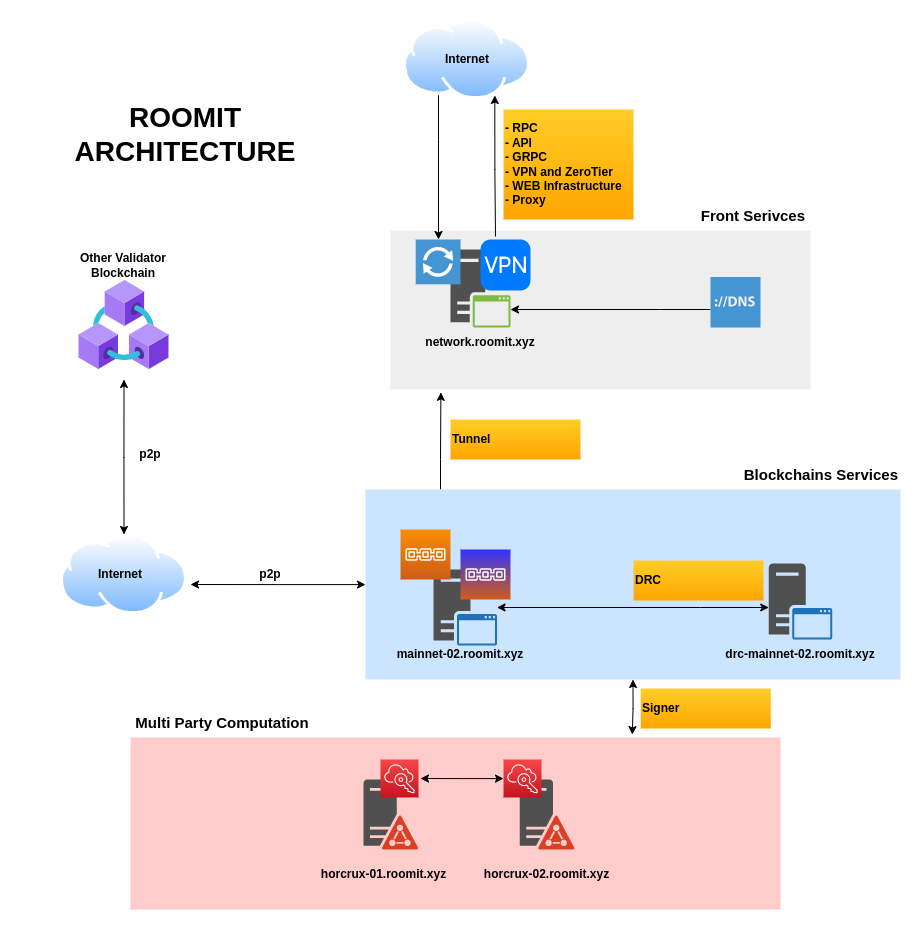 Internet
ROOMIT
ARCHITECTURE
- RPC
- API
- GRPC
- VPN and ZeroTier
- WEB Infrastructure
- Proxy
Front Serivces
Other Validator
Blockchain
VPN
://DNS
network.roomit.xyz
Tunnel
p2p
Blockchains Services
Internet
p2p
DRC
mainnet-02.roomit.xyz
drc-mainnet-02.roomit.xyz
Signer
Multi Party Computation
horcrux-01.roomit.xyz
horcrux-02.roomit.xyz